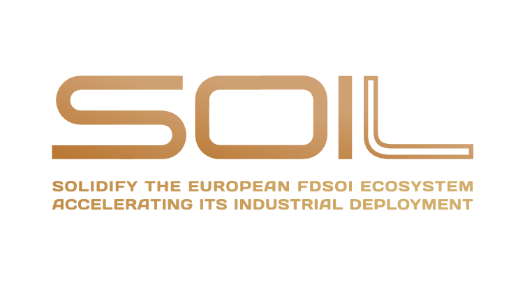 SOIL
SOLIDIFY THE EUROPEAN FDSOI ECOSYSTEM
ACCELERATING ITS INDUSTRIAL DEPLOYMENT